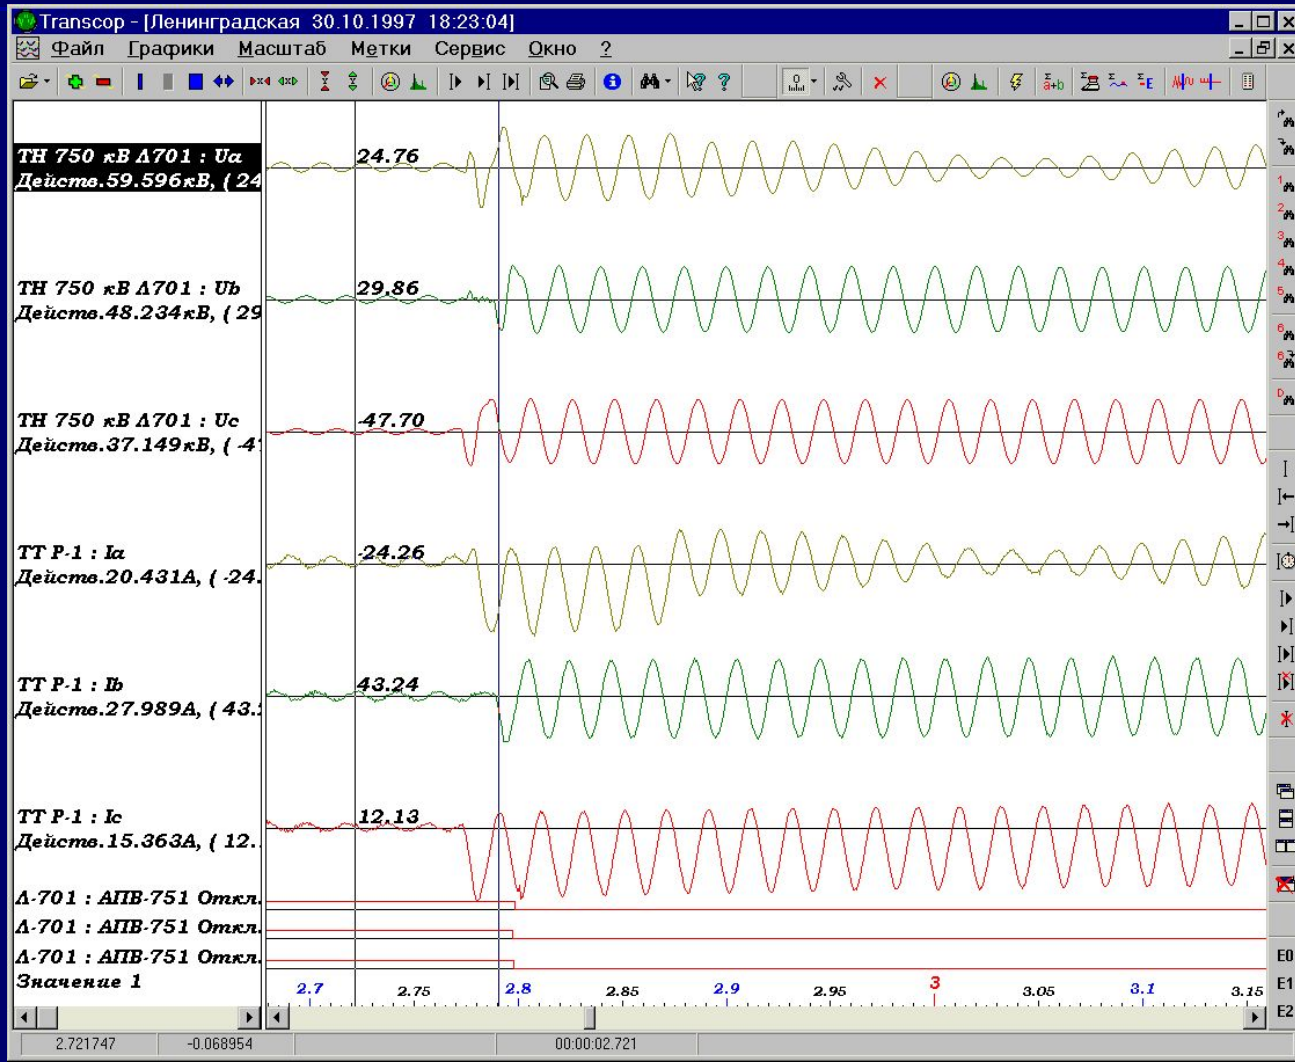 Transcop - [Ленинградская 30.10.1997 18:23:04]
Файл Графики Масштаб Метки Сервис Окно ?
ТН 750 кВ Л701 : Ua
Действ.59.596кВ, ( 24
24.76
ТН 750 кВ Л701 : Ub
Действ.48.234кВ, ( 29
29.86
ТН 750 кВ Л701 : Uc
Действ.37.149кВ, ( -4
-47.70
ТТ Р-1 : Ia
Действ.20.431А, ( -24.
-24.26
ТТ Р-1 : Ib
Действ.27.989А, ( 43.
43.24
ТТ Р-1 : Ic
Действ.15.363А, ( 12.
12.13
Л-701 : АПВ-751 Откл.
Л-701 : АПВ-751 Откл.
Л-701 : АПВ-751 Откл.
Значение 1
2.7 2.75 2.8 2.85 2.9 2.95 3 3.05 3.1 3.15
E0
E1
E2
2.721747 -0.068954 00:00:02.721